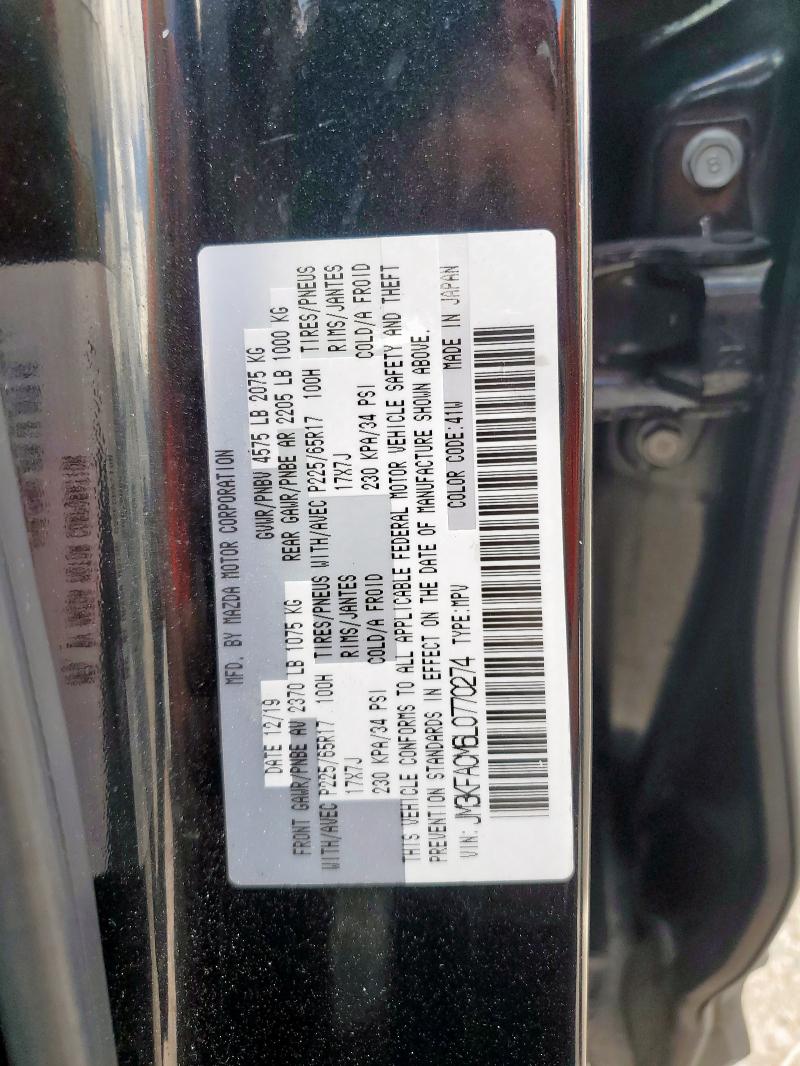 MFD. BY MAZDA MOTOR CORPORATION
DATE 12/19 GVWR/PNBV 4575 LB 2075 KG
FRONT GAWR/PNBE AV 2370 LB 1075 KG REAR GAWR/PNBE AR 2205 LB 1000 KG
WITH/AVEC P225/65R17 100H TIRES/PNEUS WITH/AVEC P225/65R17 100H TIRES/PNEUS
17X7J RIMS/JANTES 17X7J RIMS/JANTES
230 KPA/34 PSI COLD/A FROID 230 KPA/34 PSI COLD/A FROID
THIS VEHICLE CONFORMS TO ALL APPLICABLE FEDERAL MOTOR VEHICLE SAFETY AND THEFT
PREVENTION STANDARDS IN EFFECT ON THE DATE OF MANUFACTURE SHOWN ABOVE.
VIN: JM3KFACM6L0770274 TYPE:MPV COLOR CODE:41W MADE IN JAPAN
8